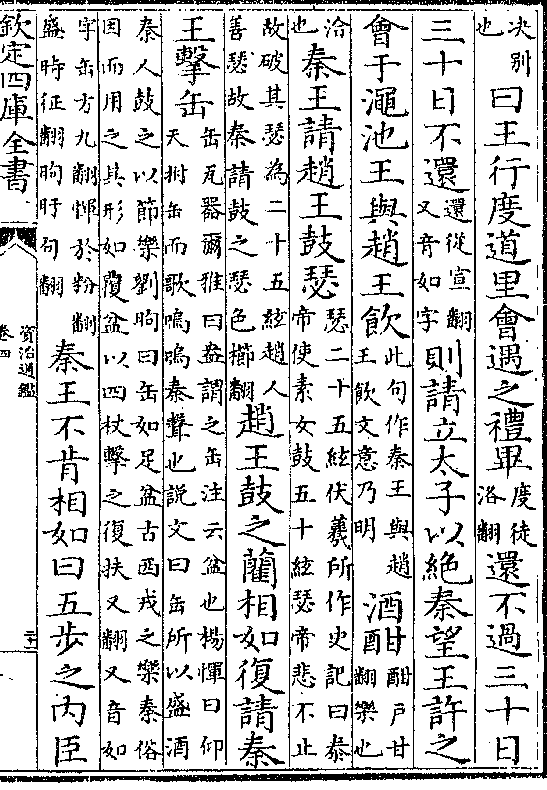 决别
也
曰王行度道里會遇之禮畢
度徒
洛翻
還不過三十日
三十日不還
還從宣翻
又音如字
則請立太子以絶秦望王許之
會于澠池王與趙王飲
此句作秦王與趙
王飲文意乃明
酒酣
酣户甘
翻樂也
洽
也
秦王請趙王鼓瑟
瑟二十五絃伏羲所作史記曰泰
帝使素女鼓五十絃瑟帝悲不止
故破其瑟為二十五絃趙人
善瑟故秦請鼓之瑟色櫛翻
趙王鼓之藺相如復請秦
王擊缶
缶瓦器爾雅曰盎謂之缶注云盆也楊惲曰仰
天拊缶而歌嗚嗚秦聲也説文曰缶所以盛酒
秦人鼓之以節樂劉昫曰缶如足盆古西戎之樂秦俗
因而用之其形如覆盆以四杖擊之復扶又翻又音如
字缶方九翻惲於粉翻
盛時征翻昫吁句翻
秦王不肯相如曰五步之内臣
欽定四庫全書
資治通鑑
卷四